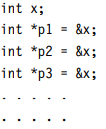 int x;
int *p1 = &x;
int *p2 = &x;
int *p3 = &x;
. . . . .
. . . . .